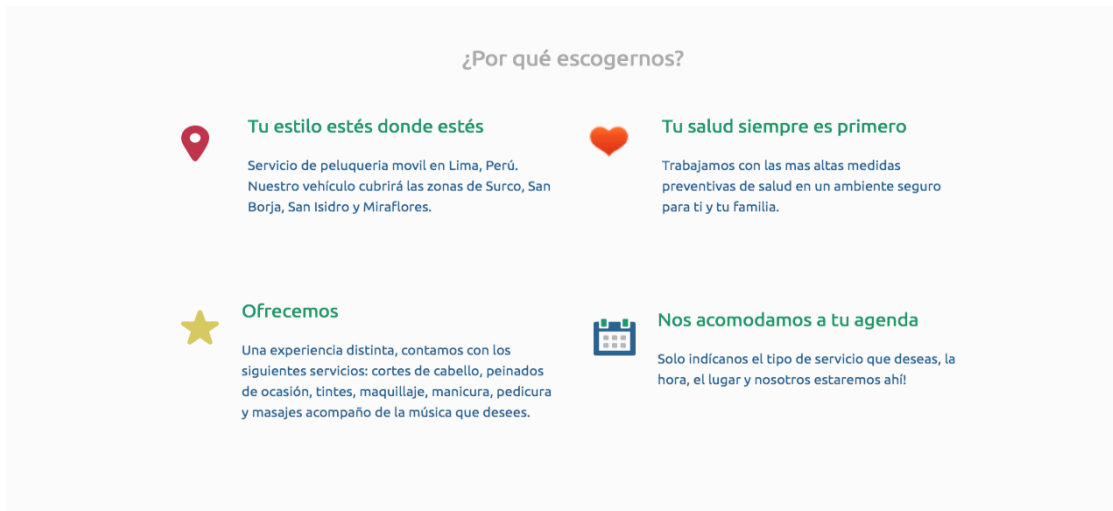 ¿Por qué escogernos?
Tu estilo estés donde estés
Servicio de peluqueria movil en Lima, Perú.
Nuestro vehículo cubrirá las zonas de Surco, San
Borja, San Isidro y Miraflores.
Tu salud siempre es primero
Trabajamos con las mas altas medidas
preventivas de salud en un ambiente seguro
para ti y tu familia.
Ofrecemos
Una experiencia distinta, contamos con los
siguientes servicios: cortes de cabello, peinados
de ocasión, tintes, maquillaje, manicura, pedicura
y masajes acompaño de la música que desees.
Nos acomodamos a tu agenda
Solo indícanos el tipo de servicio que deseas, la
hora, el lugar y nosotros estaremos ahí!